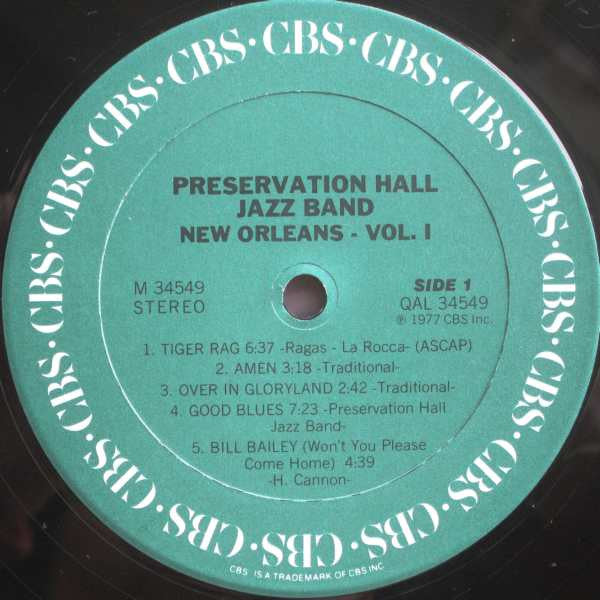 PRESERVATION HALL
JAZZ BAND
NEW ORLEANS - VOL. I
M 34549
STEREO
SIDE 1
QAL 34549
℗ 1977 CBS Inc.
1. TIGER RAG 6:37 -Ragas - La Rocca- (ASCAP)
2. AMEN 3:18 -Traditional-
3. OVER IN GLORYLAND 2:42 -Traditional-
4. GOOD BLUES 7:23 -Preservation Hall
Jazz Band-
5. BILL BAILEY (Won't You Please
Come Home) 4:39
-H. Cannon-
CBS · CBS · CBS · CBS · CBS · CBS · CBS · CBS · CBS · CBS · CBS · CBS · CBS · CBS · CBS · CBS · CBS · CBS
CBS IS A TRADEMARK OF CBS INC.